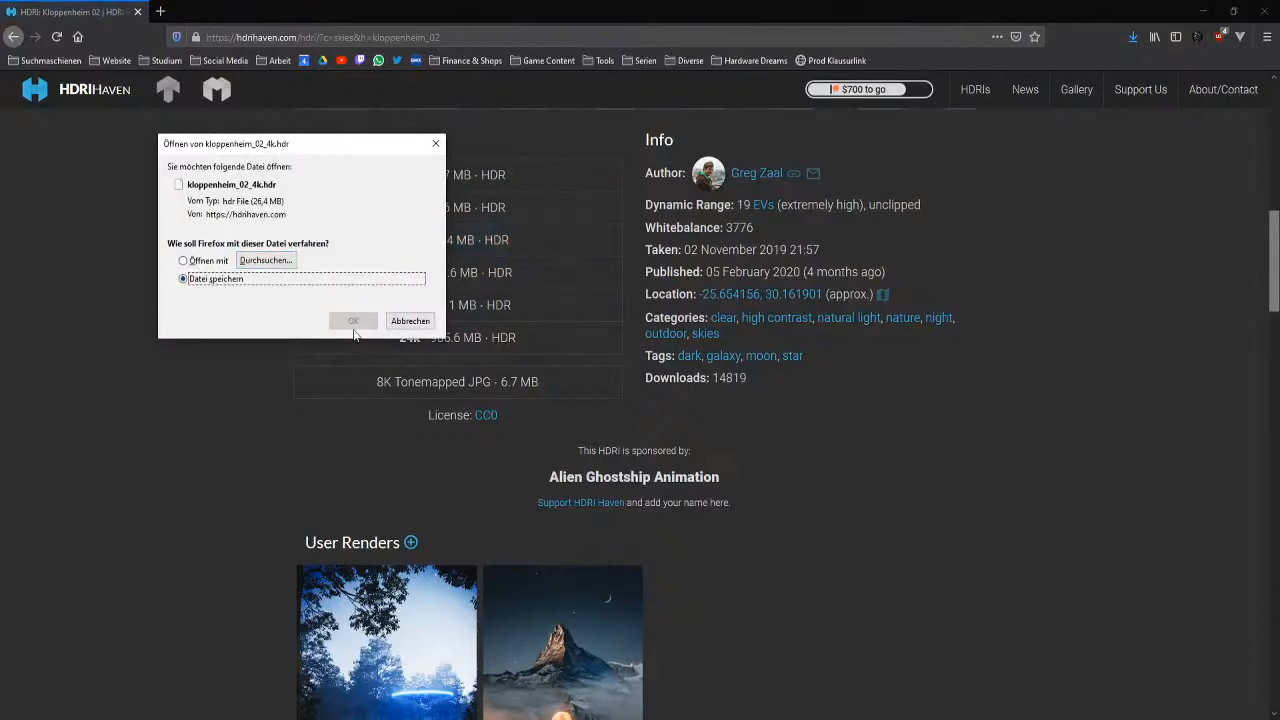 HDRI: Kloppenheim 02 | HDRI
https://hdrihaven.com/hdri/?c=skies&h=kloppenheim_02
Suchmaschinen Website Studium Social Media Arbeit Finance & Shops Game Content Tools Serien Diverse Hardware Dreams Prod Klausurlink
HDRIHAVEN $700 to go HDRIs News Gallery Support Us About/Contact
Öffnen von kloppenheim_02_4k.hdr
Sie möchten folgende Datei öffnen:
kloppenheim_02_4k.hdr
Vom Typ: hdr File (26,4 MB)
Von: https://hdrihaven.com
Wie soll Firefox mit dieser Datei verfahren?
Öffnen mit Durchsuchen...
Datei speichern
OK Abbrechen
7 MB · HDR
6 MB · HDR
4 MB · HDR
.6 MB · HDR
1 MB · HDR
MB · HDR
8K Tonemapped JPG · 6.7 MB
License: CC0
Info
Author: Greg Zaal
Dynamic Range: 19 EVs (extremely high), unclipped
Whitebalance: 3776
Taken: 02 November 2019 21:57
Published: 05 February 2020 (4 months ago)
Location: -25.654156, 30.161901 (approx.)
Categories: clear, high contrast, natural light, nature, night,
outdoor, skies
Tags: dark, galaxy, moon, star
Downloads: 14819
This HDRI is sponsored by:
Alien Ghostship Animation
Support HDRI Haven and add your name here.
User Renders